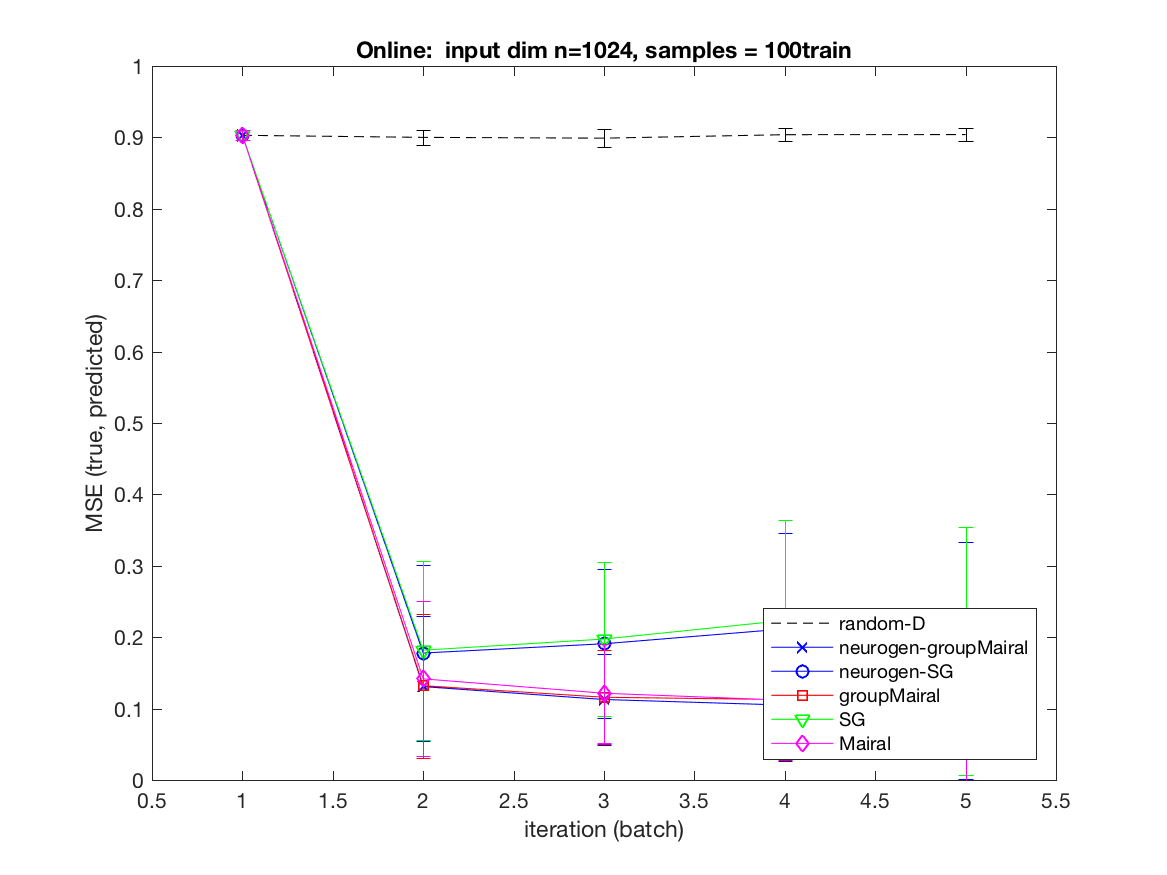 Online:  input dim n=1024, samples = 100train
MSE (true, predicted)
1
0.9
0.8
0.7
0.6
0.5
0.4
0.3
0.2
0.1
0
random-D
neurogen-groupMairal
neurogen-SG
groupMairal
SG
Mairal
0.5 1 1.5 2 2.5 3 3.5 4 4.5 5 5.5
iteration (batch)